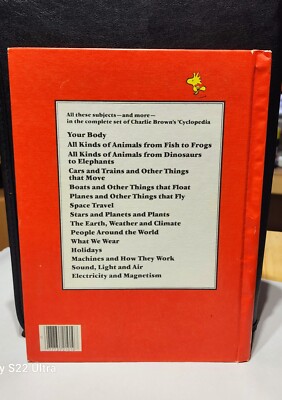 All these subjects—and more—
in the complete set of Charlie Brown's 'Cyclopedia
Your Body
All Kinds of Animals from Fish to Frogs
All Kinds of Animals from Dinosaurs
to Elephants
Cars and Trains and Other Things
that Move
Boats and Other Things that Float
Planes and Other Things that Fly
Space Travel
Stars and Planets and Plants
The Earth, Weather and Climate
People Around the World
What We Wear
Holidays
Machines and How They Work
Sound, Light and Air
Electricity and Magnetism
S22 Ultra